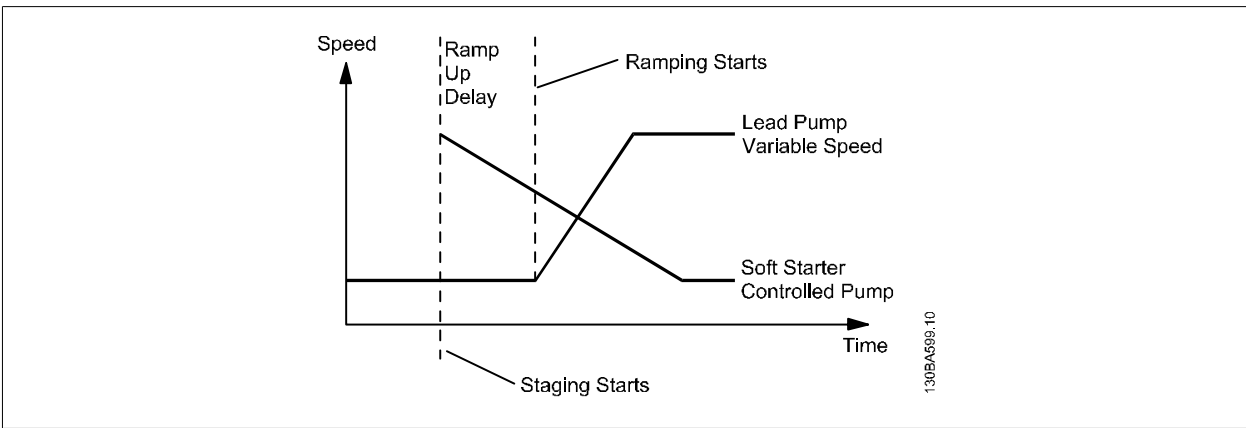 Speed
Ramp
Up
Delay
Ramping Starts
Lead Pump
Variable Speed
Soft Starter
Controlled Pump
Time
Staging Starts
130BA599.10